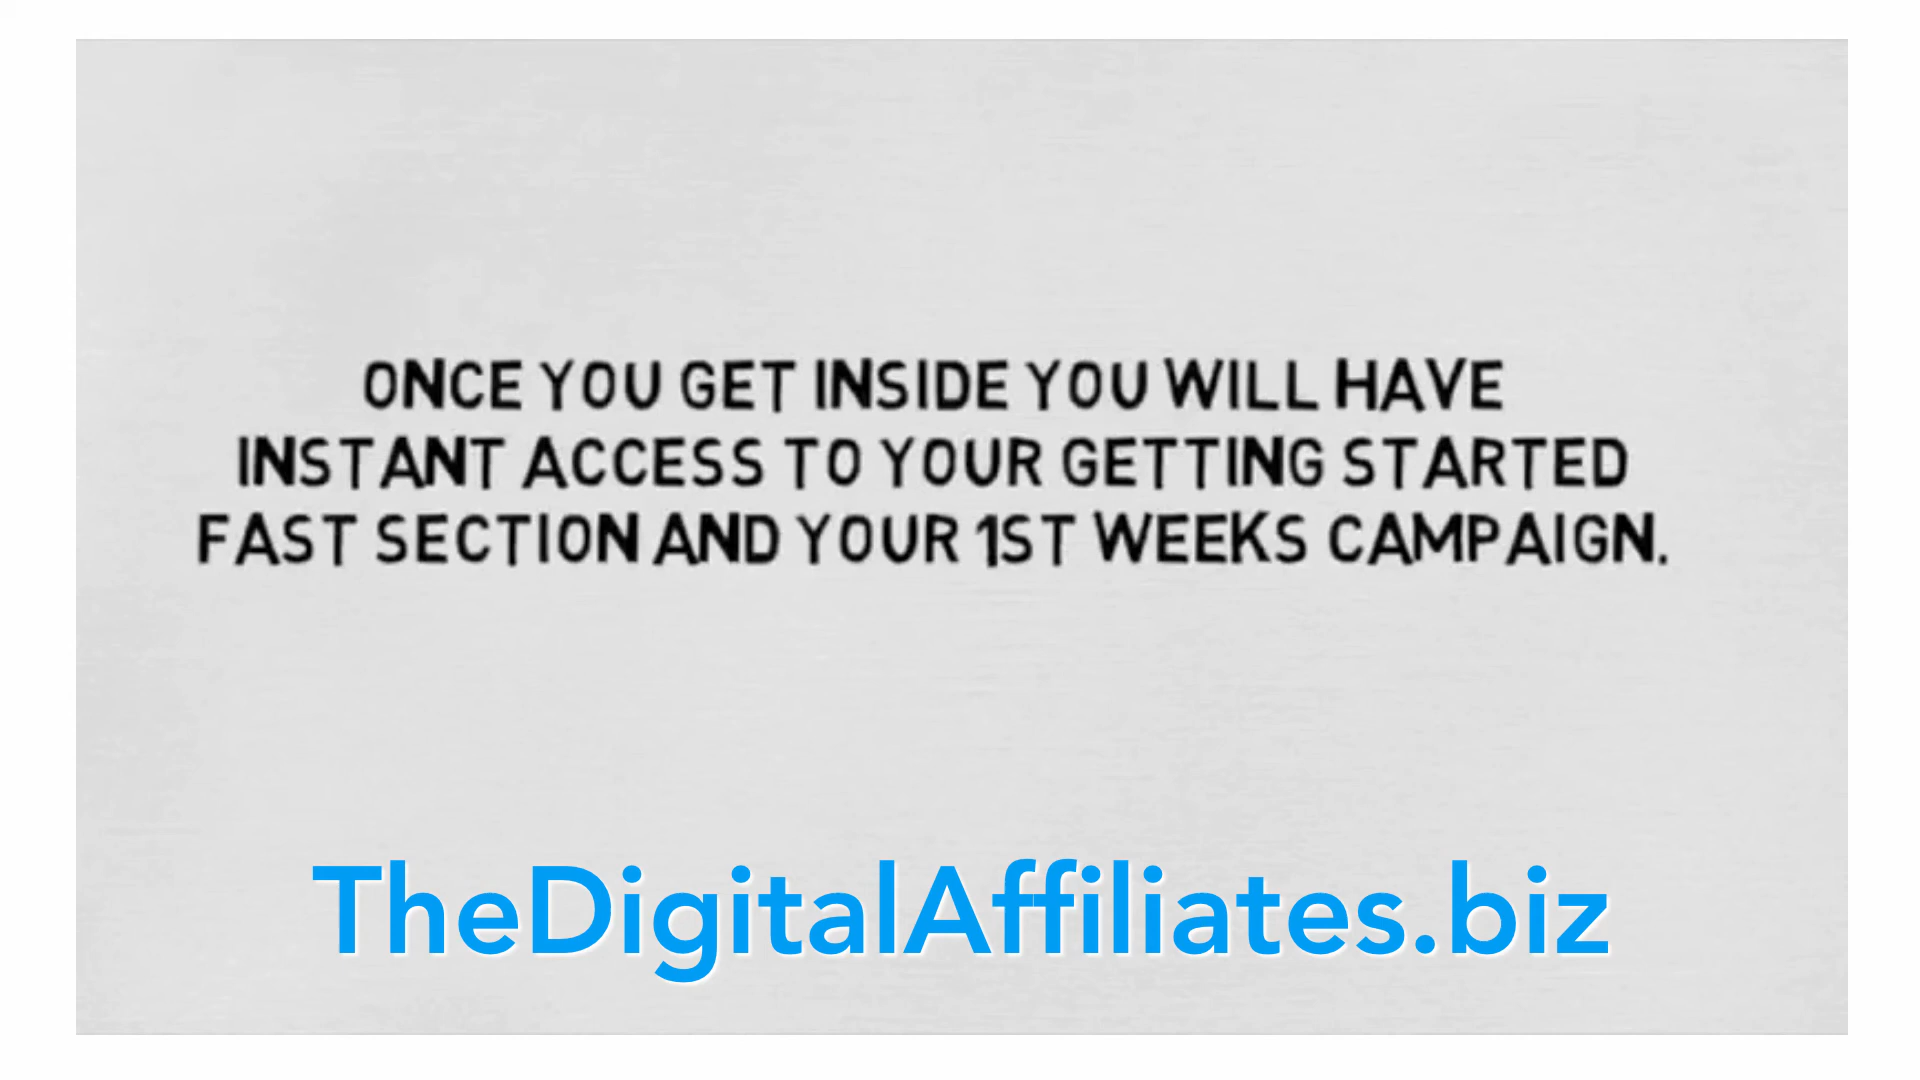 ONCE YOU GET INSIDE YOU WILL HAVE
INSTANT ACCESS TO YOUR GETTING STARTED
FAST SECTION AND YOUR 1ST WEEKS CAMPAIGN.
TheDigitalAffiliates.biz